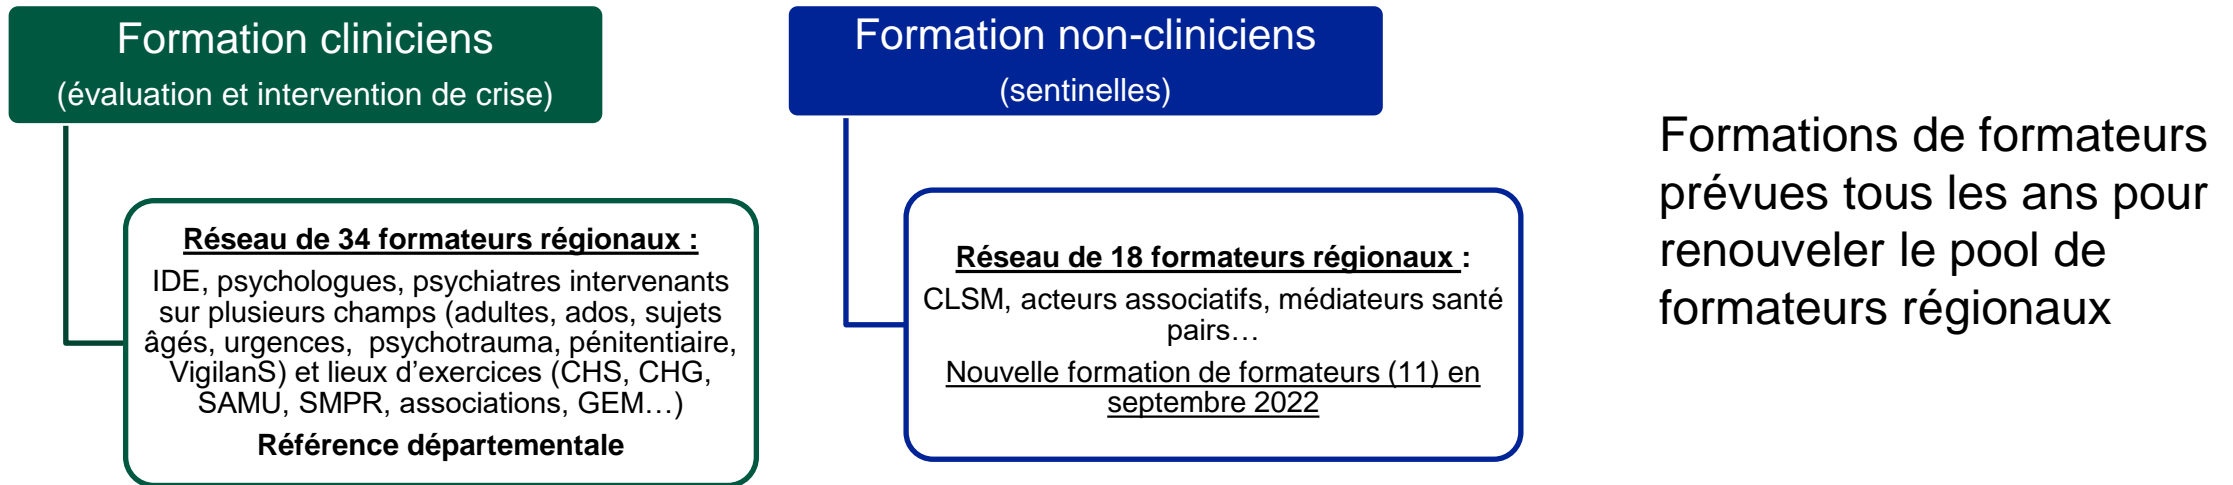 Formation cliniciens
(évaluation et intervention de crise)
Réseau de 34 formateurs régionaux :
IDE, psychologues, psychiatres intervenants
sur plusieurs champs (adultes, ados, sujets
âgés, urgences, psychotrauma, pénitentiaire,
VigilanS) et lieux d’exercices (CHS, CHG,
SAMU, SMPR, associations, GEM…)
Référence départementale
Formation non-cliniciens
(sentinelles)
Réseau de 18 formateurs régionaux :
CLSM, acteurs associatifs, médiateurs santé
pairs…
Nouvelle formation de formateurs (11) en
septembre 2022
Formations de formateurs
prévues tous les ans pour
renouveler le pool de
formateurs régionaux